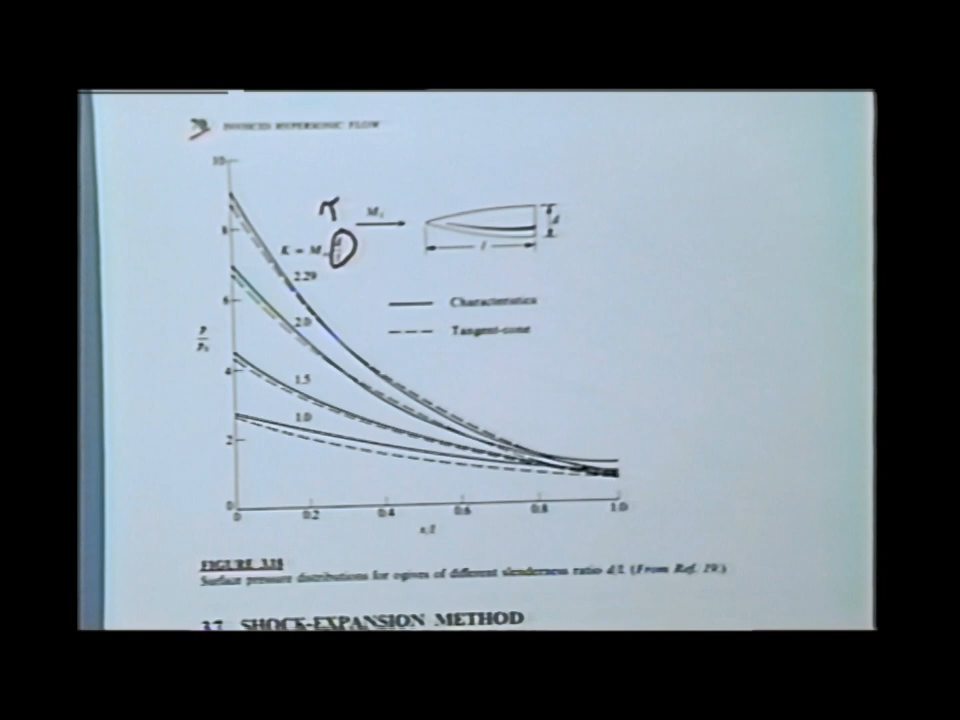 INVISCID HYPERSONIC FLOW
10
τ
M₁
8
d
K = M
2.29
l
6
Characteristics
2.0
Tangent-cone
p
4
1.5
1.0
2
0
0
0.2
0.4
0.6
0.8
1.0
x/l
FIGURE 3.18
Surface pressure distributions for ogives of different slenderness ratio d/l. (From Ref. 29.)
3.7 SHOCK-EXPANSION METHOD